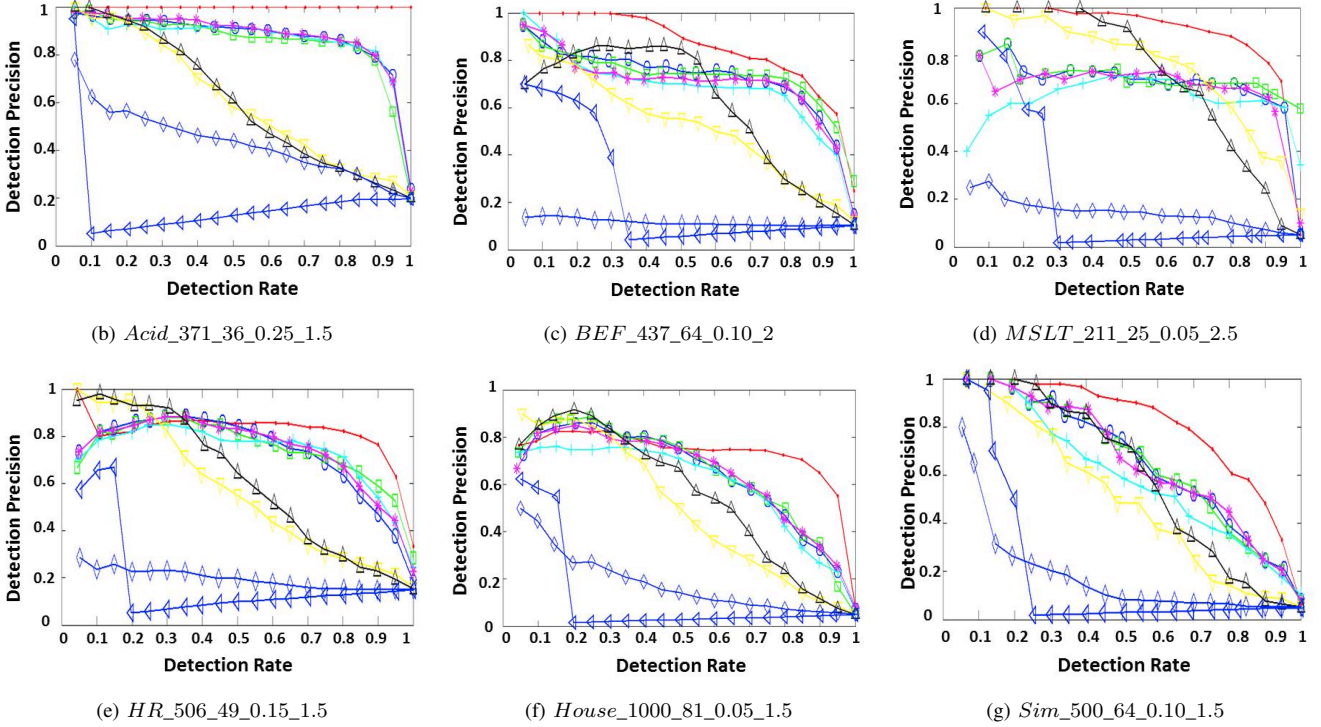 1
0.8
0.6
0.4
0.2
0
Detection Precision
0 0.1 0.2 0.3 0.4 0.5 0.6 0.7 0.8 0.9 1
Detection Rate
(b) Acid_371_36_0.25_1.5
1
0.8
0.6
0.4
0.2
0
Detection Precision
0 0.1 0.2 0.3 0.4 0.5 0.6 0.7 0.8 0.9 1
Detection Rate
(c) BEF_437_64_0.10_2
1
0.8
0.6
0.4
0.2
0
Detection Precision
0 0.1 0.2 0.3 0.4 0.5 0.6 0.7 0.8 0.9 1
Detection Rate
(d) MSLT_211_25_0.05_2.5
1
0.8
0.6
0.4
0.2
0
Detection Precision
0 0.1 0.2 0.3 0.4 0.5 0.6 0.7 0.8 0.9 1
Detection Rate
(e) HR_506_49_0.15_1.5
1
0.8
0.6
0.4
0.2
0
Detection Precision
0 0.1 0.2 0.3 0.4 0.5 0.6 0.7 0.8 0.9 1
Detection Rate
(f) House_1000_81_0.05_1.5
1
0.8
0.6
0.4
0.2
0
Detection Precision
0 0.1 0.2 0.3 0.4 0.5 0.6 0.7 0.8 0.9 1
Detection Rate
(g) Sim_500_64_0.10_1.5